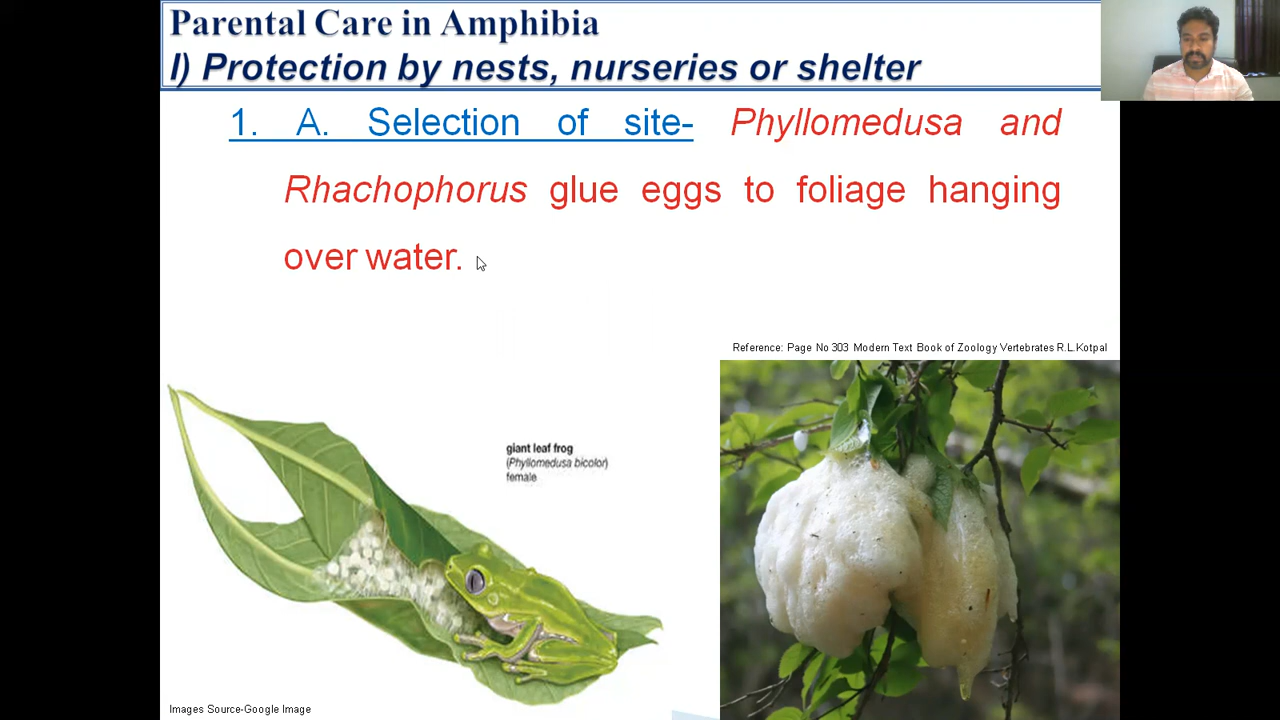 Parental Care in Amphibia
I) Protection by nests, nurseries or shelter
1. A. Selection of site- Phyllomedusa and
Rhachophorus glue eggs to foliage hanging
over water.
Reference: Page No 303 Modern Text Book of Zoology Vertebrates R.L.Kotpal
giant leaf frog
(Phyllomedusa bicolor)
female
Images Source-Google Image